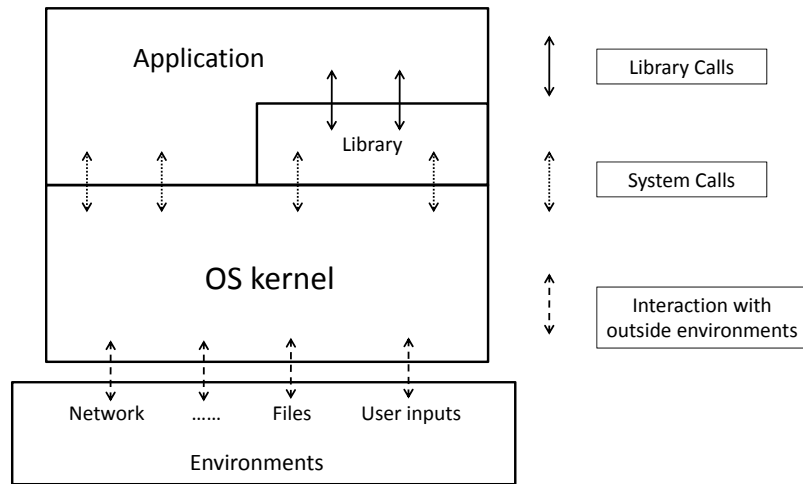 Application
Library Calls
Library
System Calls
OS kernel
Interaction with
outside environments
Network
......
Files
User inputs
Environments